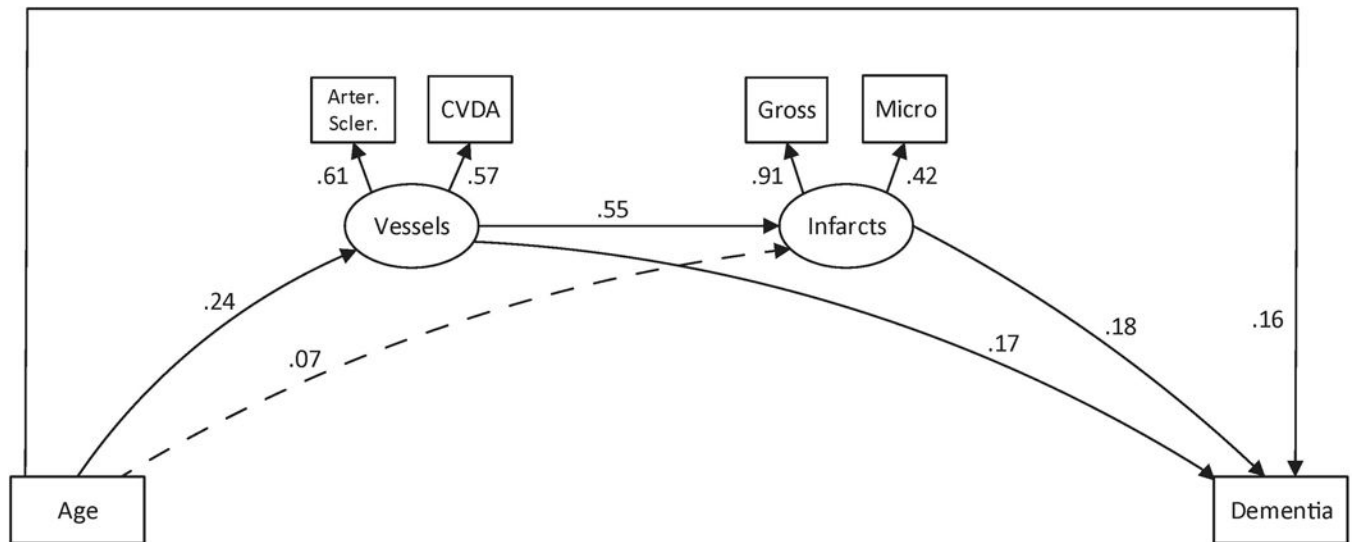 Arter.
Scler.
CVDA
Gross
Micro
.61
.57
.91
.42
Vessels
.55
Infarcts
.24
.07
.17
.18
.16
Age
Dementia